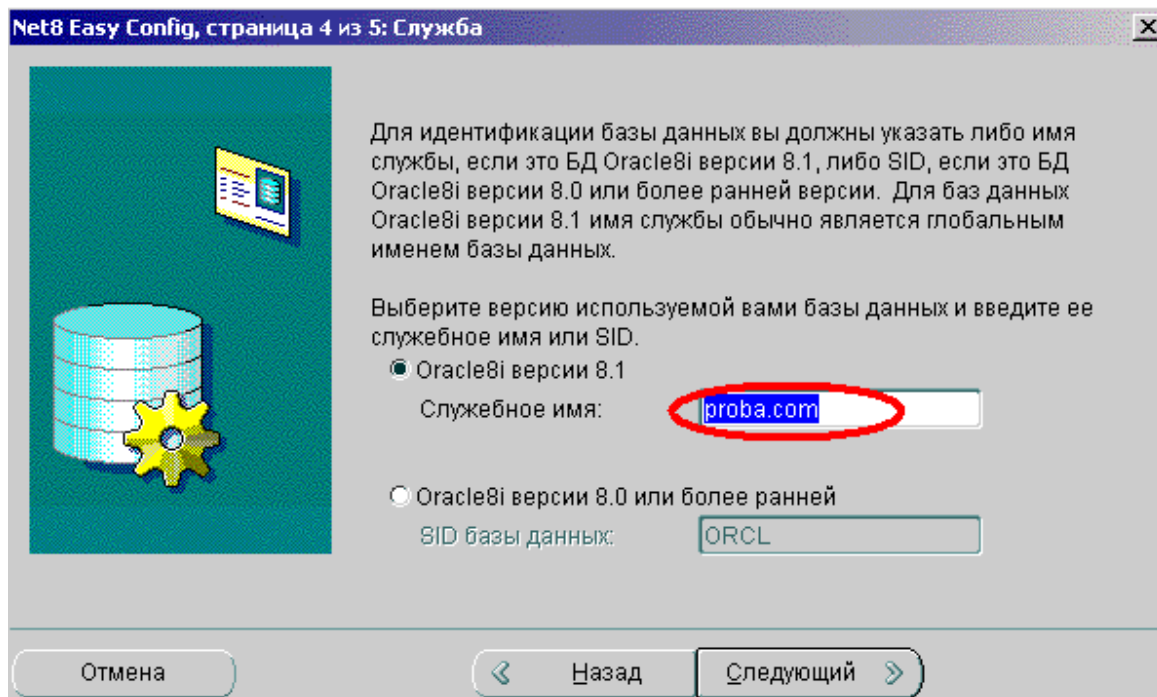 Net8 Easy Config, страница 4 из 5: Служба
Для идентификации базы данных вы должны указать либо имя
службы, если это БД Oracle8i версии 8.1, либо SID, если это БД
Oracle8i версии 8.0 или более ранней версии. Для баз данных
Oracle8i версии 8.1 имя службы обычно является глобальным
именем базы данных.
Выберите версию используемой вами базы данных и введите ее
служебное имя или SID.
Oracle8i версии 8.1
Служебное имя: proba.com
Oracle8i версии 8.0 или более ранней
SID базы данных: ORCL
Отмена Назад Следующий